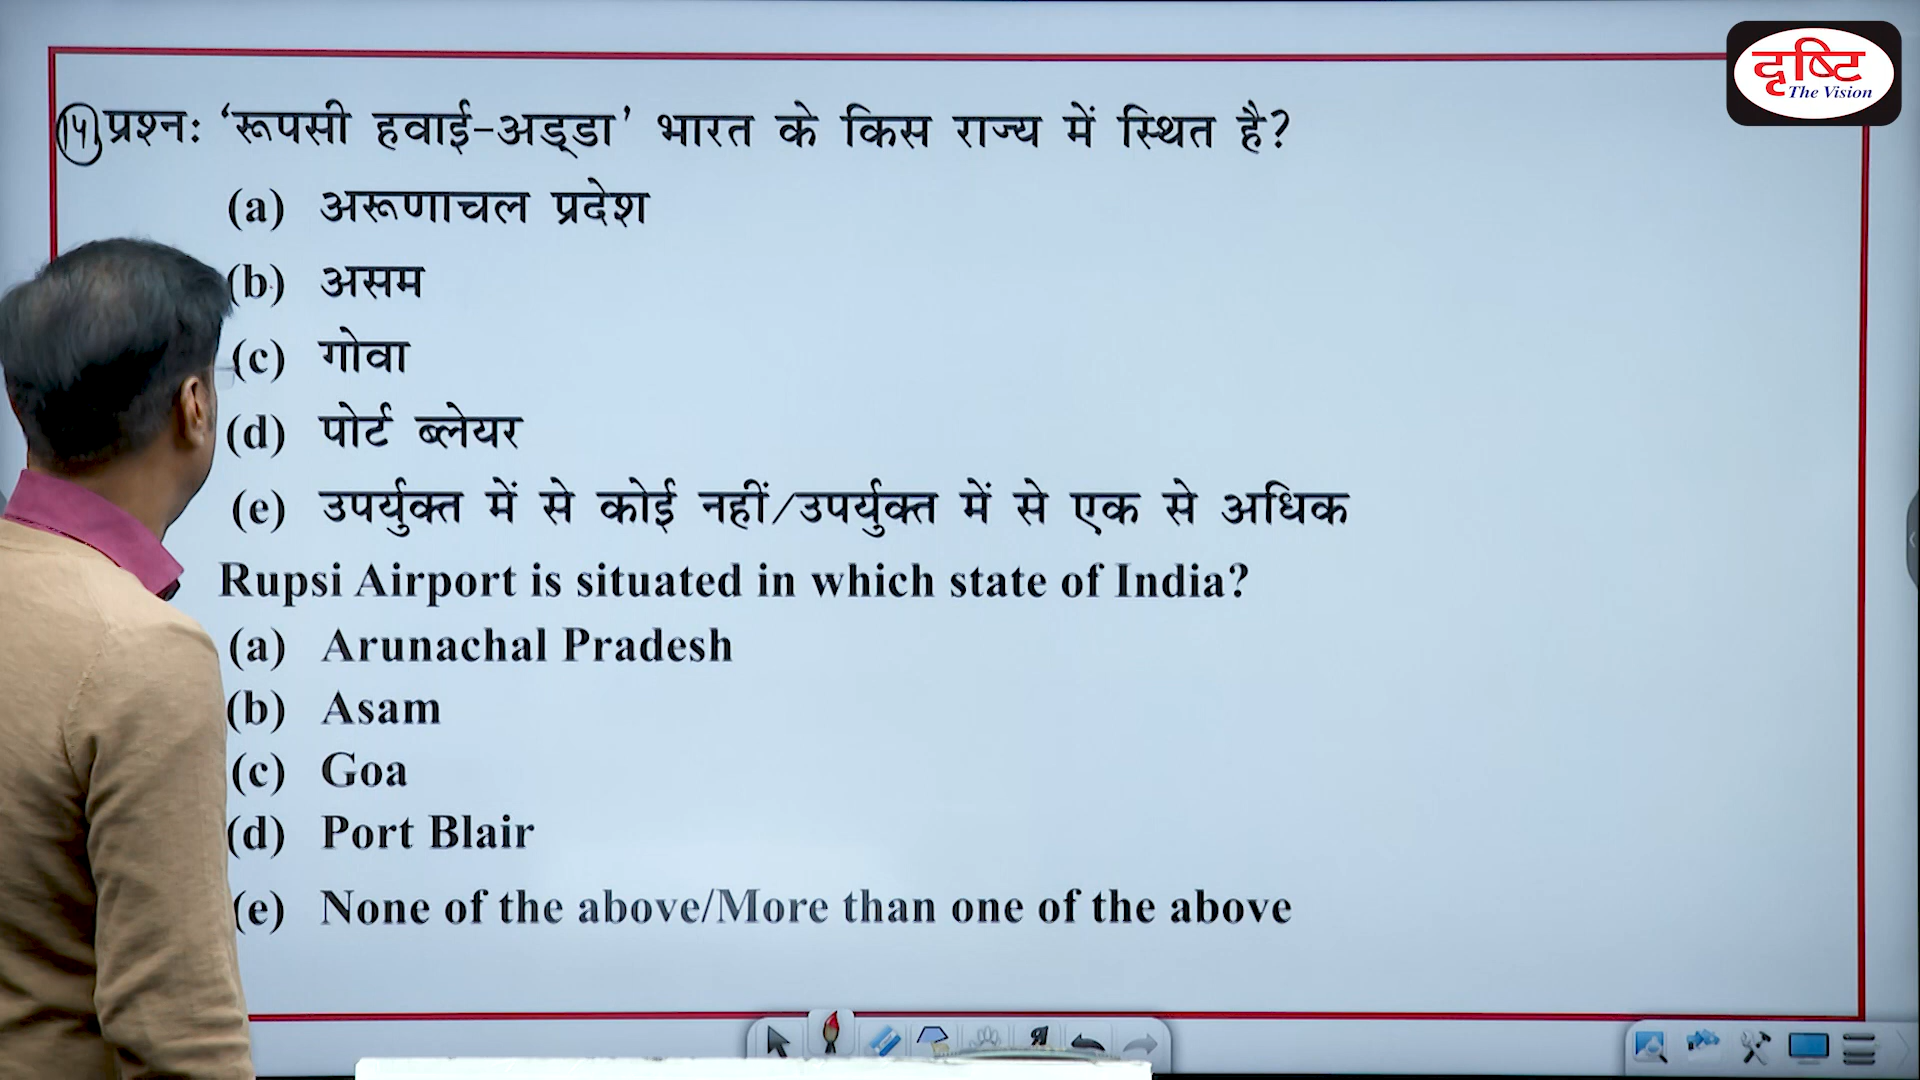 दृष्टि
The Vision
14 प्रश्नः ‘रूपसी हवाई-अड्डा’ भारत के किस राज्य में स्थित है?
(a) अरूणाचल प्रदेश
(b) असम
(c) गोवा
(d) पोर्ट ब्लेयर
(e) उपर्युक्त में से कोई नहीं/उपर्युक्त में से एक से अधिक
Rupsi Airport is situated in which state of India?
(a) Arunachal Pradesh
(b) Asam
(c) Goa
(d) Port Blair
(e) None of the above/More than one of the above